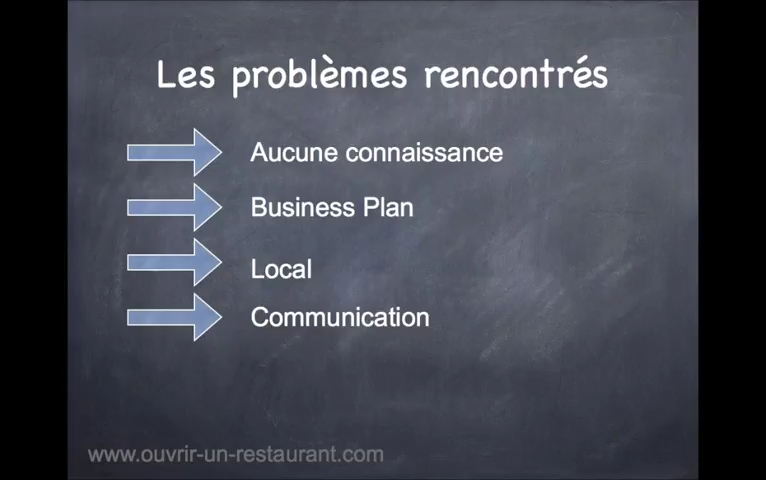 Les problèmes rencontrés
Aucune connaissance
Business Plan
Local
Communication
www.ouvrir-un-restaurant.com